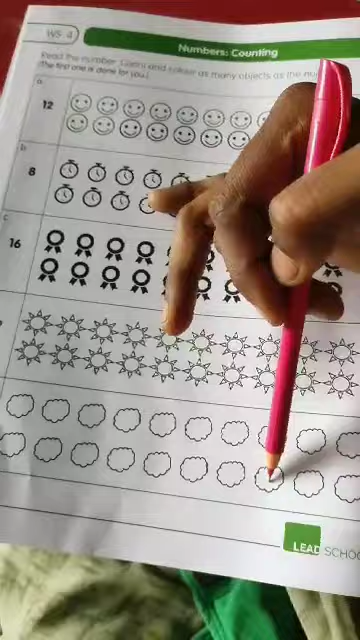 WS 4
Numbers: Counting
Read the number. Count and colour as many objects as the nu
(The first one is done for you.)
a
12
b
8
c
16
LEAD SCHOO